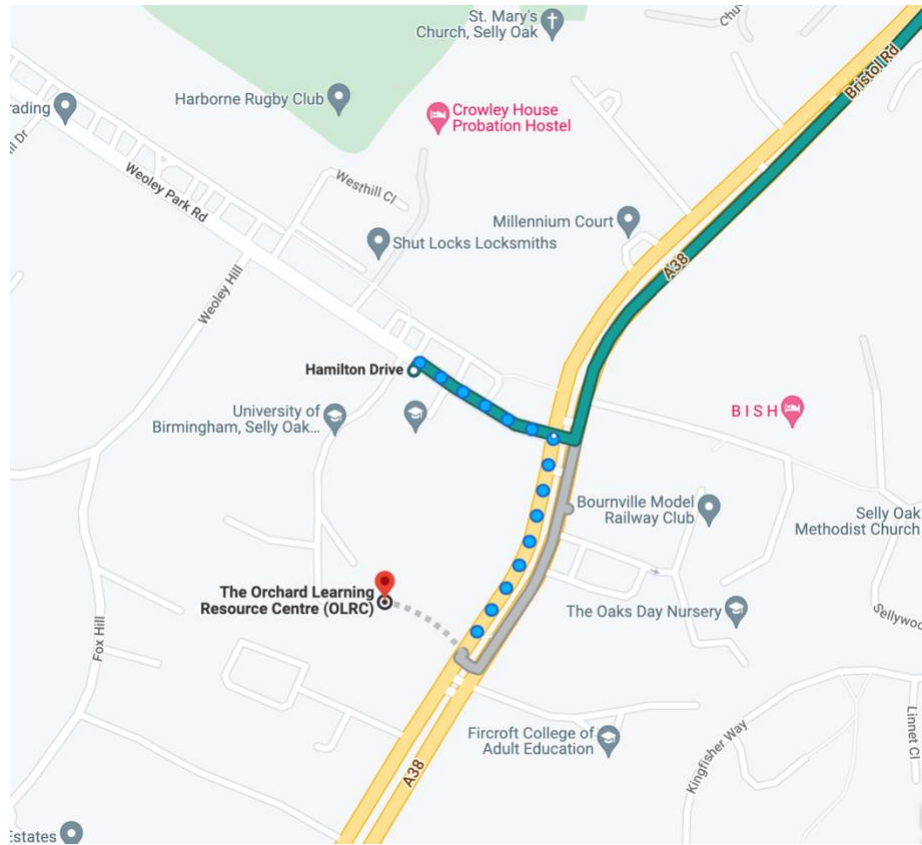 St. Mary's
Church, Selly Oak
Bristol Rd
Harborne Rugby Club
rading
Crowley House
Probation Hostel
Westhill Cl
Weoley Park Rd
Millennium Court
Shut Locks Locksmiths
A38
Weoley Hill
Hamilton Drive
University of
Birmingham, Selly Oak...
B I S H
Bournville Model
Railway Club
Selly Oak
Methodist Church
The Orchard Learning
Resource Centre (OLRC)
The Oaks Day Nursery
Fox Hill
Fircroft College of
Adult Education
Kingfisher Way
Linnet Cl
A38
Estates